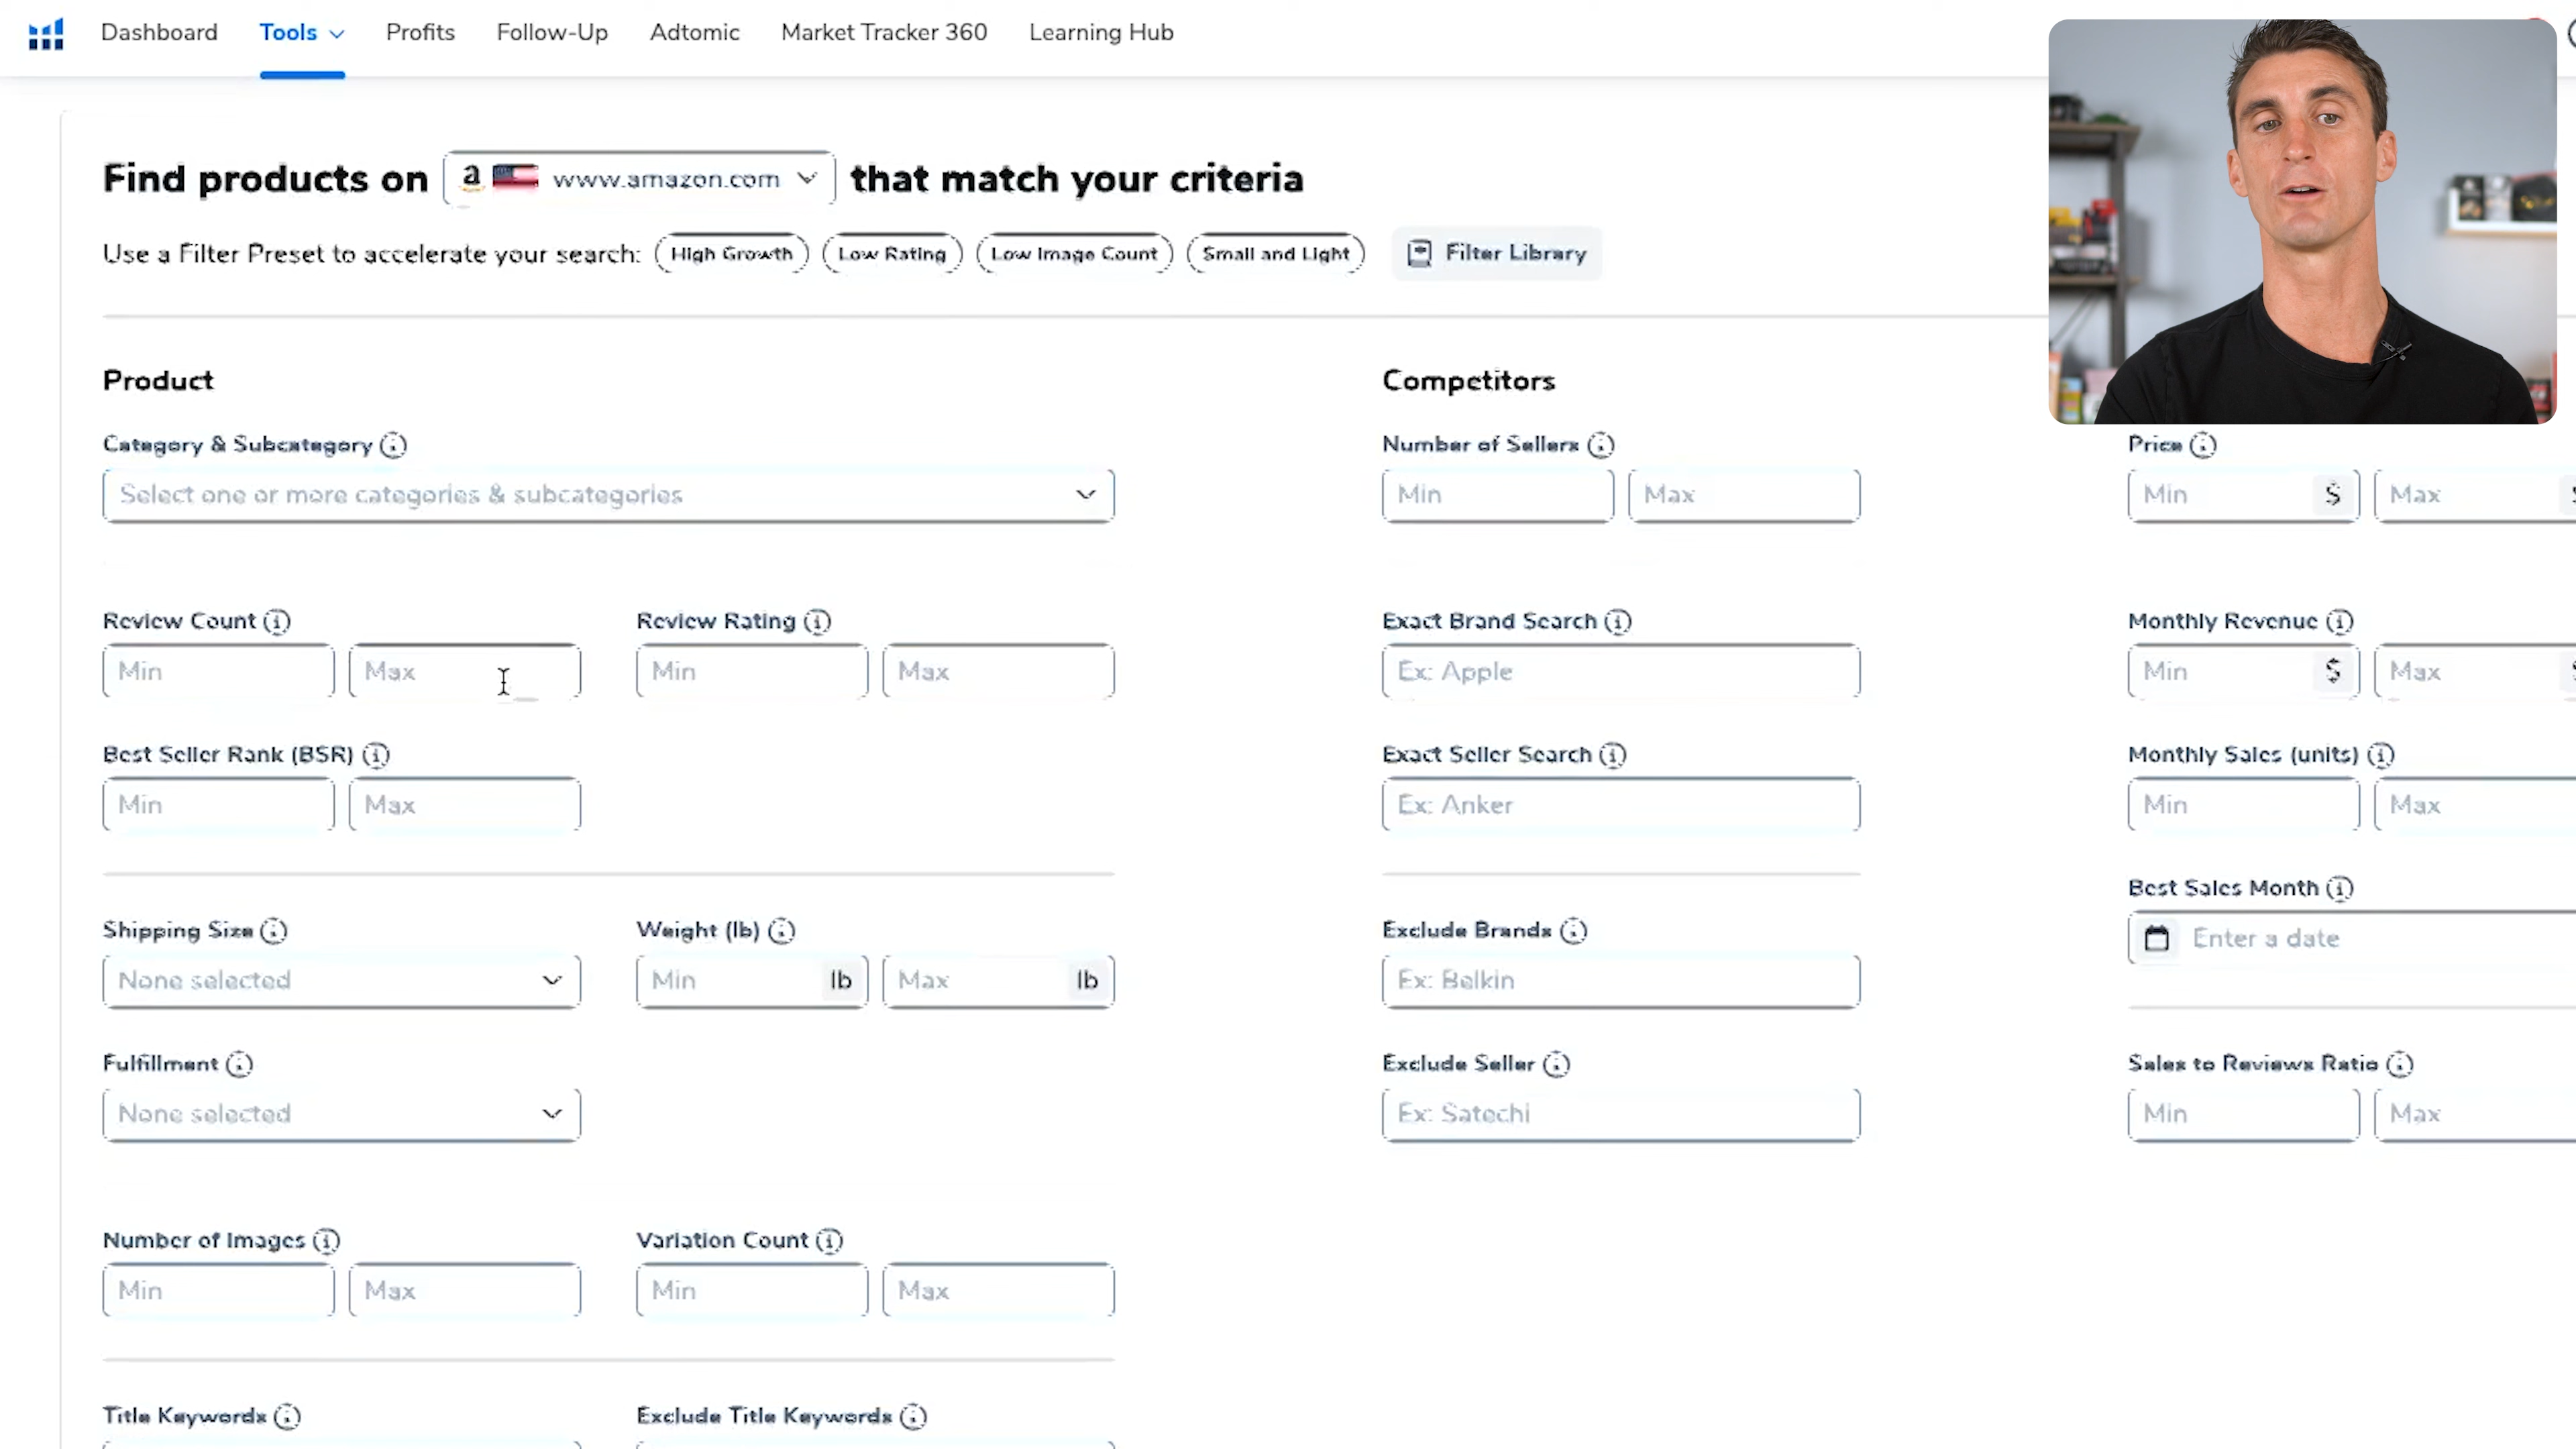 Dashboard Tools Profits Follow-Up Adtomic Market Tracker 360 Learning Hub
Find products on a www.amazon.com that match your criteria
Use a Filter Preset to accelerate your search: High Growth Low Rating Low Image Count Small and Light Filter Library
Product Competitors
Category & Subcategory Number of Sellers Price
Select one or more categories & subcategories Min Max Min $ Max
Review Count Review Rating Exact Brand Search Monthly Revenue
Min Max Min Max Ex: Apple Min $ Max
Best Seller Rank (BSR) Exact Seller Search Monthly Sales (units)
Min Max Ex: Anker Min Max
Best Sales Month
Shipping Size Weight (lb) Exclude Brands
Enter a date
None selected Min lb Max lb Ex: Belkin
Fulfillment Exclude Seller Sales to Reviews Ratio
None selected Ex: Satechi Min Max
Number of Images Variation Count
Min Max Min Max
Title Keywords Exclude Title Keywords